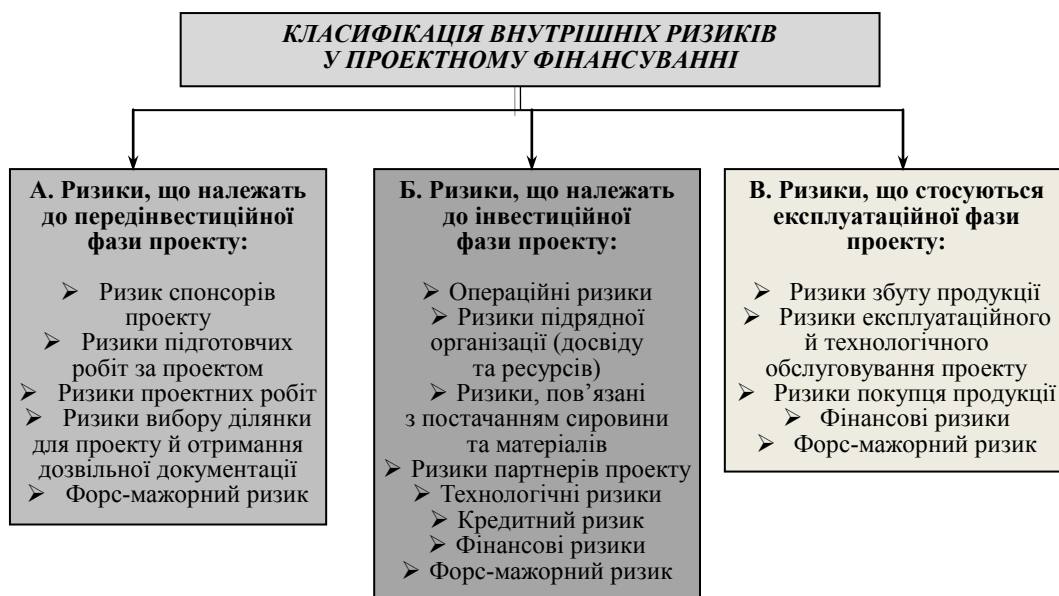 КЛАСИФІКАЦІЯ ВНУТРІШНІХ РИЗИКІВ
У ПРОЕКТНОМУ ФІНАНСУВАННІ
А. Ризики, що належать
до передінвестиційної
фази проекту:
➢ Ризик спонсорів
проекту
➢ Ризики підготовчих
робіт за проектом
➢ Ризики проектних робіт
➢ Ризики вибору ділянки
для проекту й отримання
дозвільної документації
➢ Форс-мажорний ризик
Б. Ризики, що належать
до інвестиційної
фази проекту:
➢ Операційні ризики
➢ Ризики підрядної
організації (досвіду
та ресурсів)
➢ Ризики, пов’язані
з постачанням сировини
та матеріалів
➢ Ризики партнерів проекту
➢ Технологічні ризики
➢ Кредитний ризик
➢ Фінансові ризики
➢ Форс-мажорний ризик
В. Ризики, що стосуються
експлуатаційної фази
проекту:
➢ Ризики збуту продукції
➢ Ризики експлуатаційного
й технологічного
обслуговування проекту
➢ Ризики покупця продукції
➢ Фінансові ризики
➢ Форс-мажорний ризик